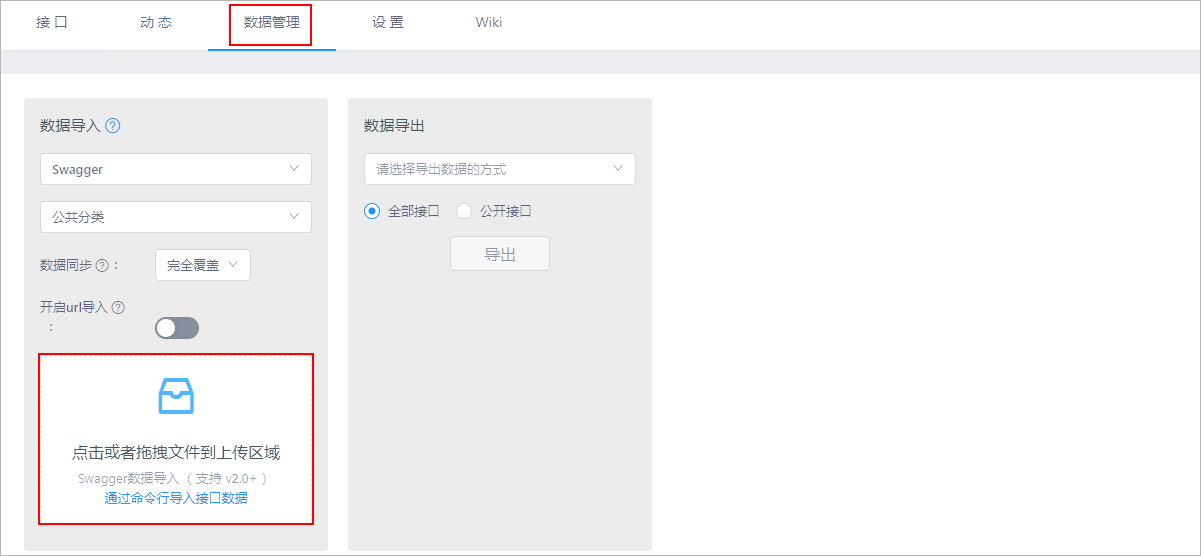 接 口
动 态
数据管理
设 置
Wiki
数据导入
Swagger
公共分类
数据同步 ：
完全覆盖
开启url导入
：
点击或者拖拽文件到上传区域
Swagger数据导入（支持 v2.0+ ）
通过命令行导入接口数据
数据导出
请选择导出数据的方式
全部接口
公开接口
导出